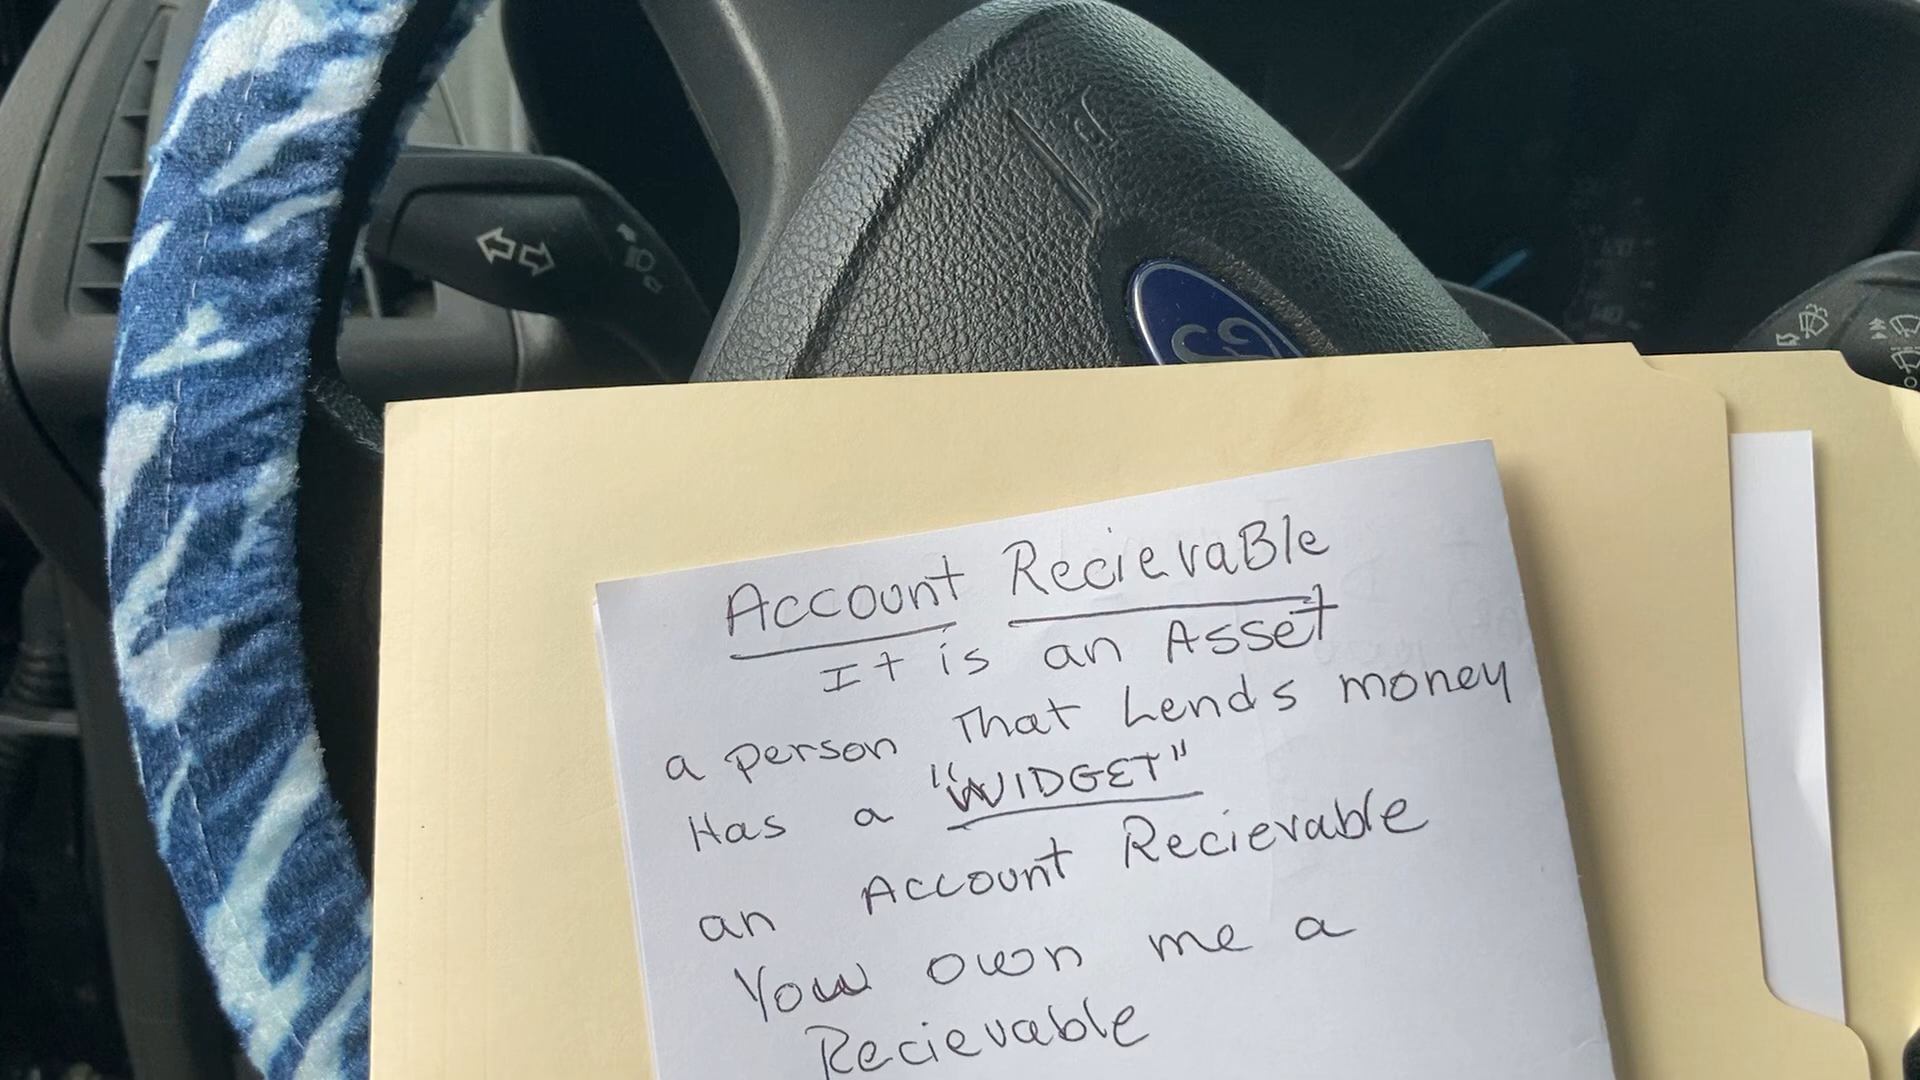 Account RecievaBle
It is an Asset
a person That Lends money
Has a "WIDGET"
an Account Recievable
You own me a
Recievable